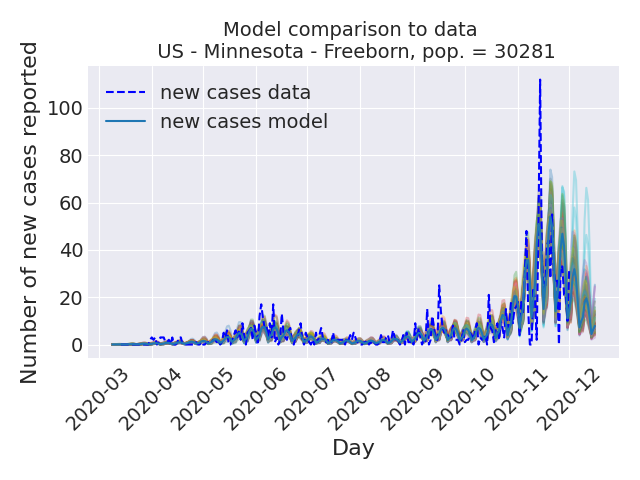 Model comparison to data
US - Minnesota - Freeborn, pop. = 30281
Number of new cases reported
new cases data
new cases model
100
80
60
40
20
0
2020-03
2020-04
2020-05
2020-06
2020-07
2020-08
2020-09
2020-10
2020-11
2020-12
Day